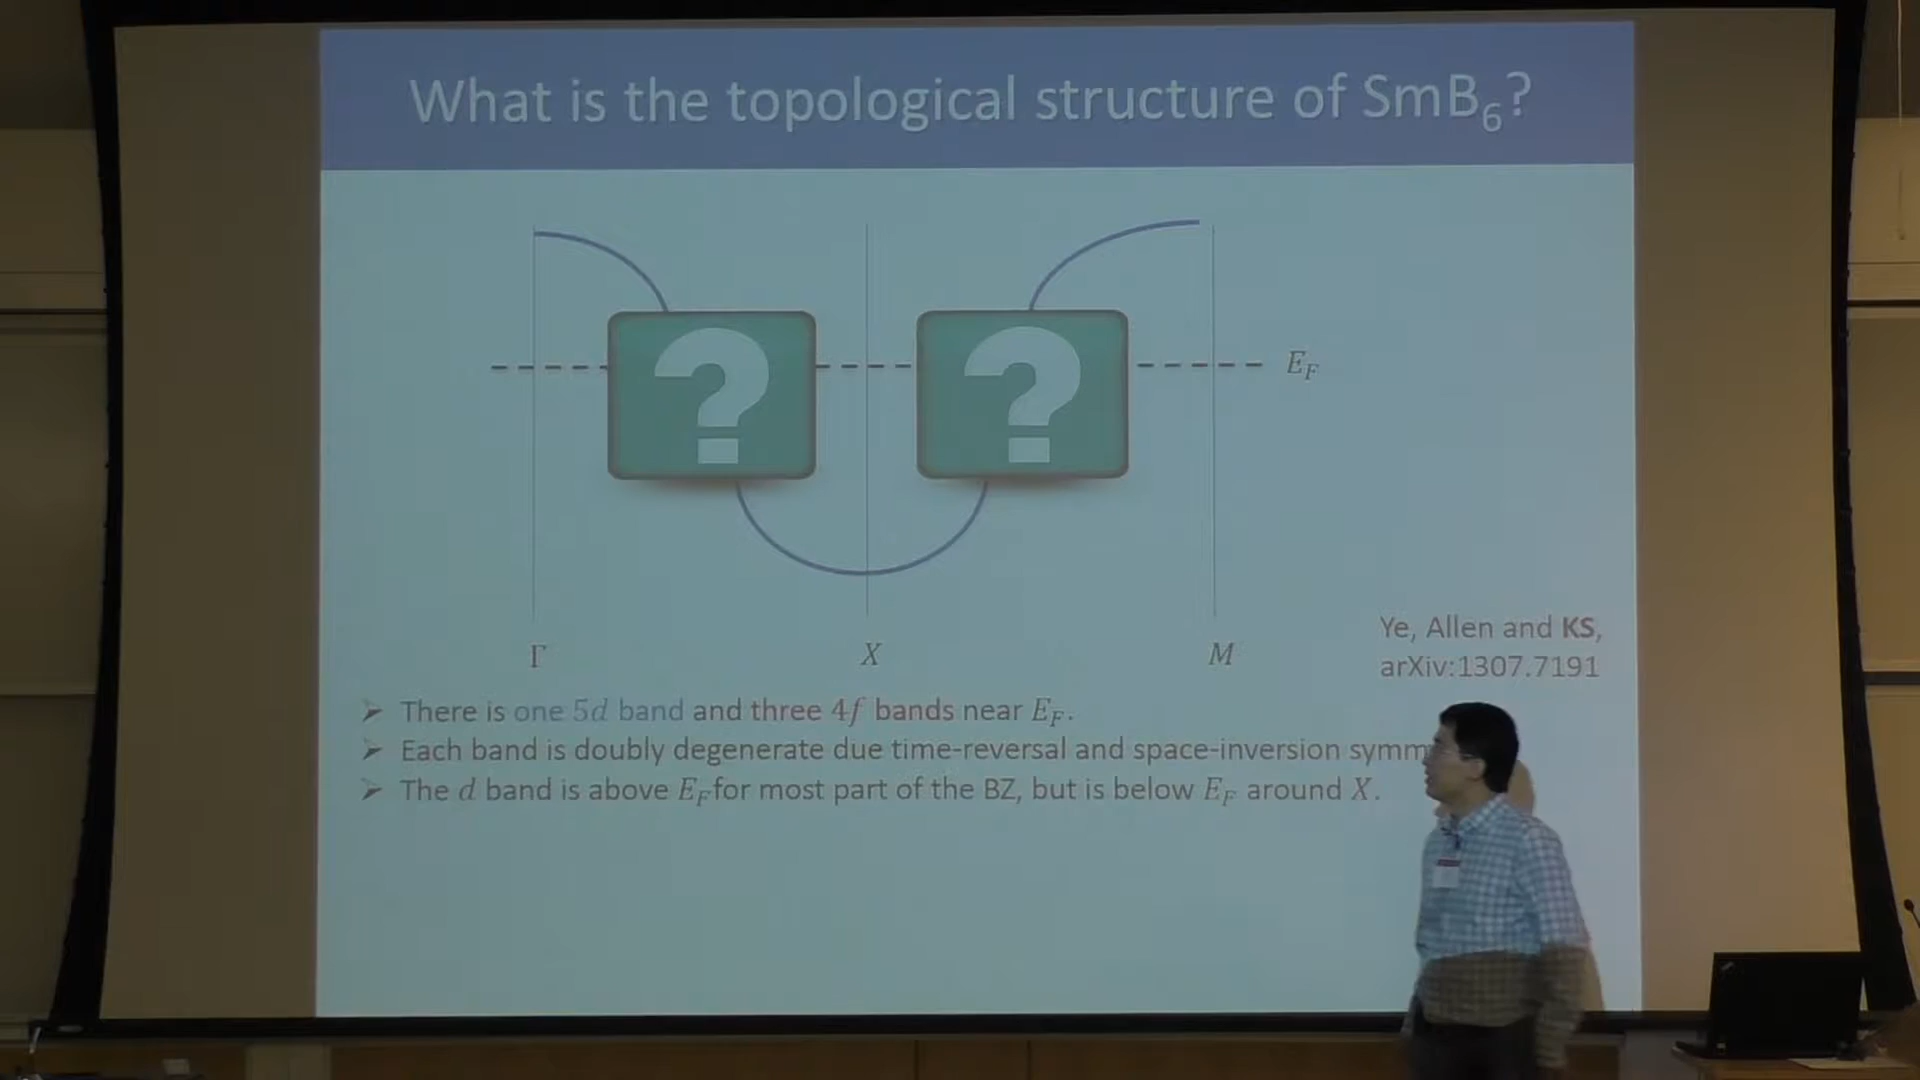 What is the topological structure of SmB₆?
? ?
E_F
Γ X M
Ye, Allen and KS,
arXiv:1307.7191
➢ There is one 5d band and three 4f bands near E_F.
➢ Each band is doubly degenerate due time-reversal and space-inversion symm
➢ The d band is above E_F for most part of the BZ, but is below E_F around X.